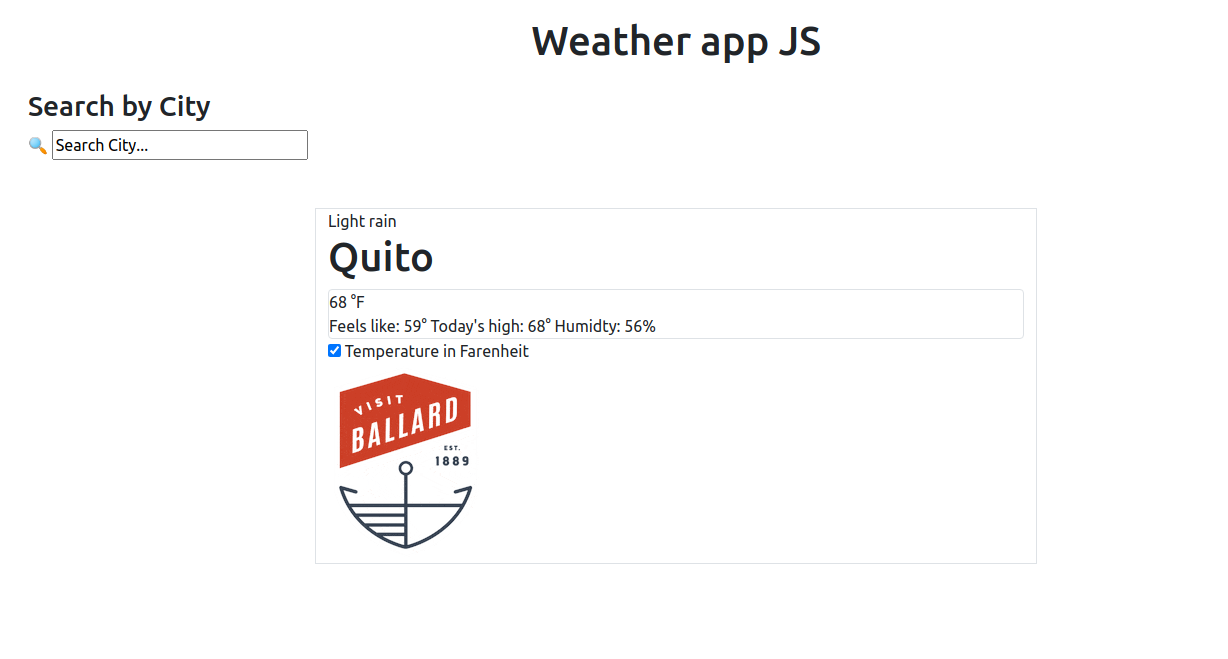 Weather app JS
Search by City
🔍 Search City...
Light rain
Quito
68 °F
Feels like: 59° Today's high: 68° Humidty: 56%
Temperature in Farenheit
VISIT
BALLARD
EST.
1889